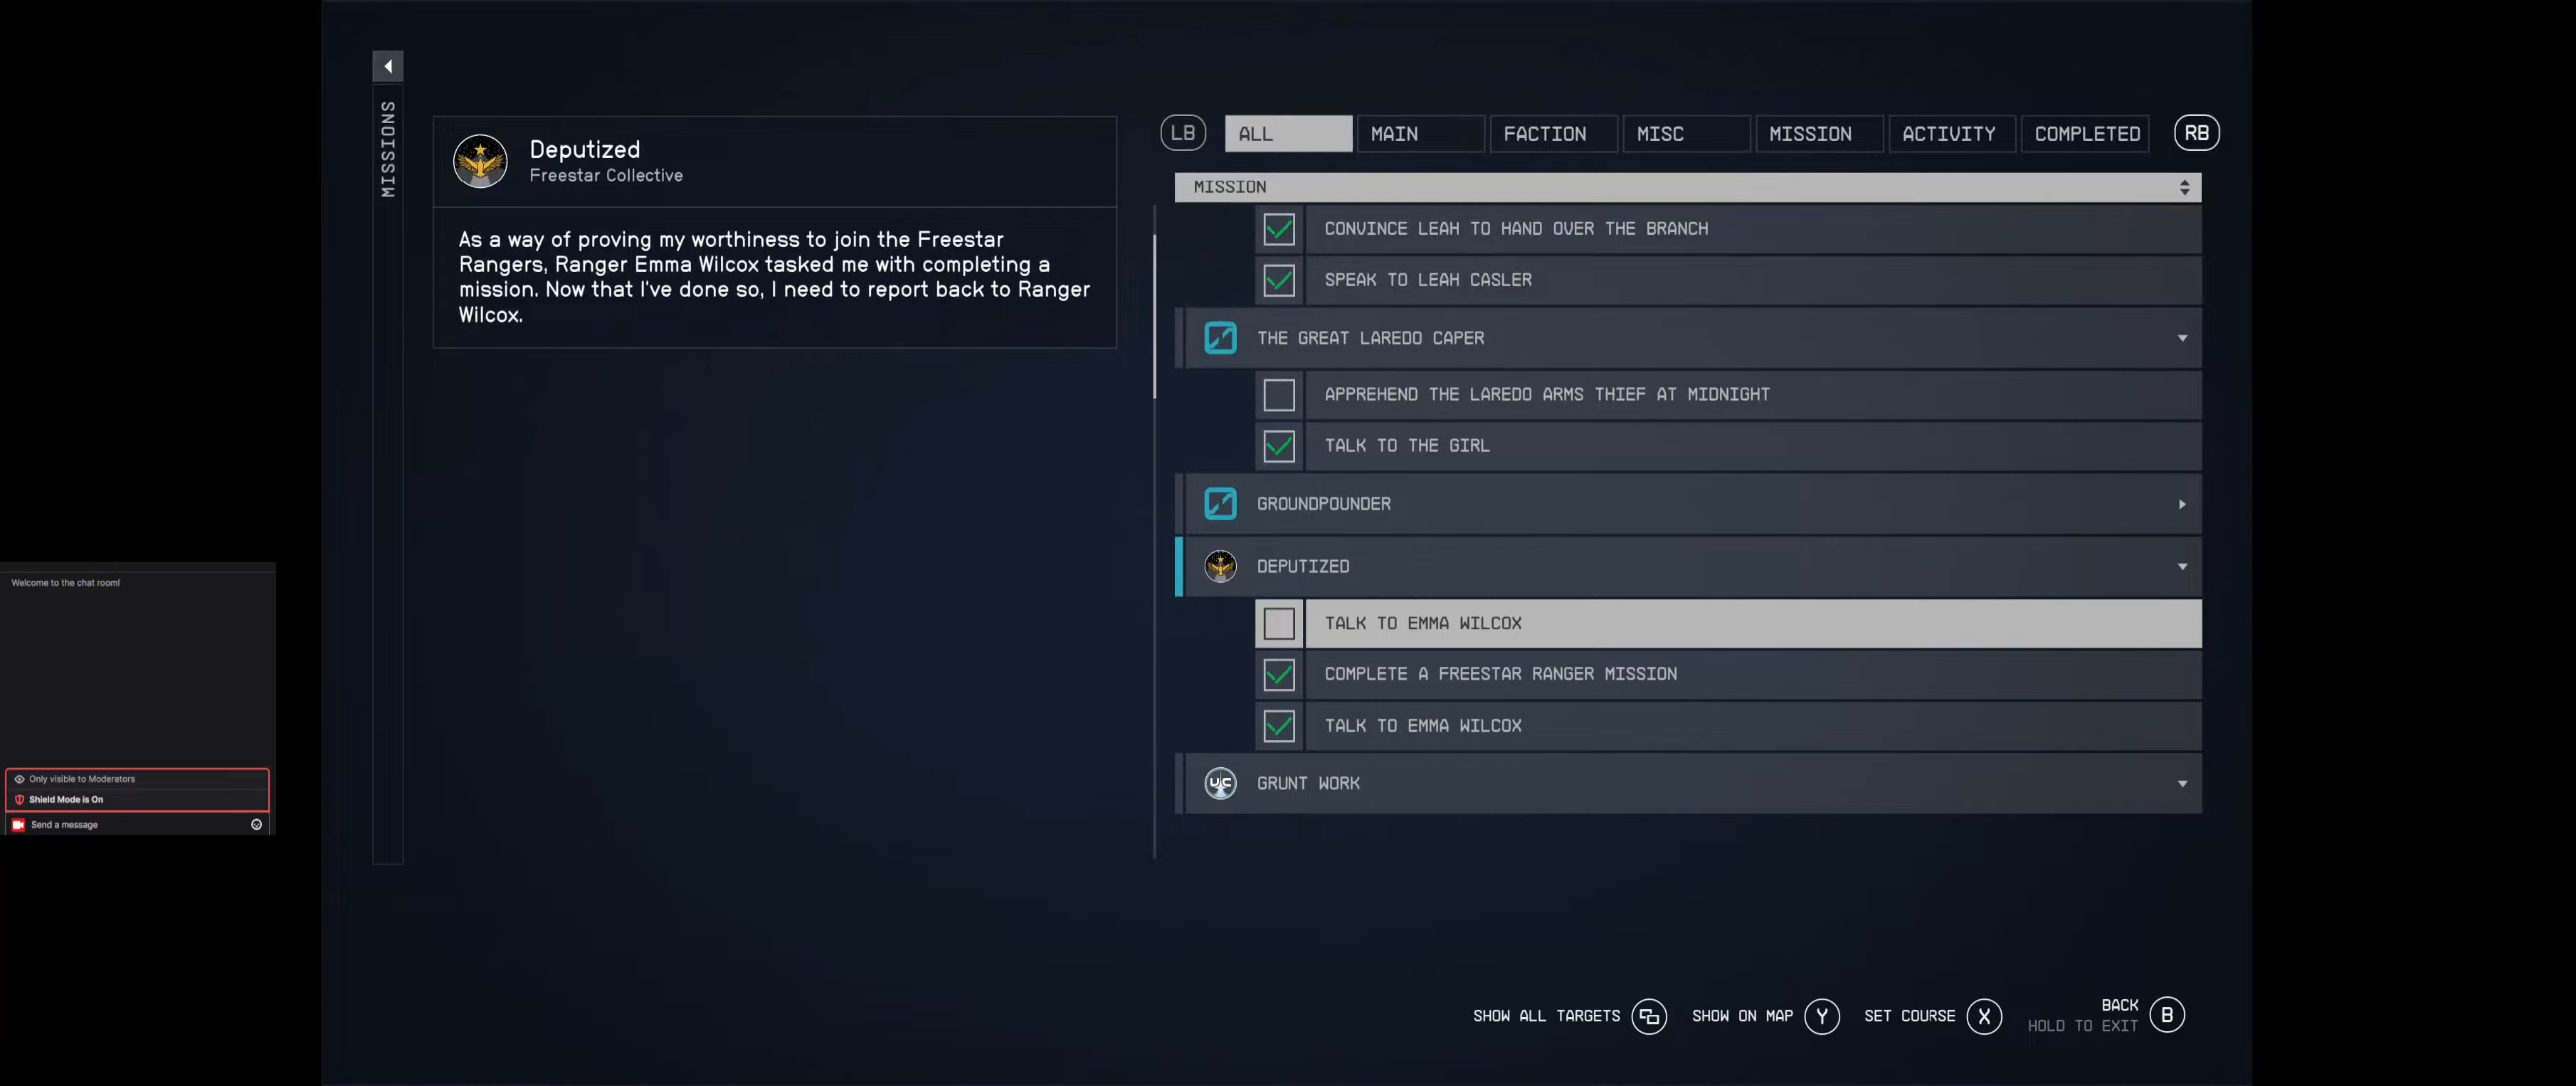 MISSIONS
Deputized
Freestar Collective
As a way of proving my worthiness to join the Freestar
Rangers, Ranger Emma Wilcox tasked me with completing a
mission. Now that I've done so, I need to report back to Ranger
Wilcox.
LB
ALL
MAIN
FACTION
MISC
MISSION
ACTIVITY
COMPLETED
RB
MISSION
CONVINCE LEAH TO HAND OVER THE BRANCH
SPEAK TO LEAH CASLER
THE GREAT LAREDO CAPER
APPREHEND THE LAREDO ARMS THIEF AT MIDNIGHT
TALK TO THE GIRL
GROUNDPOUNDER
DEPUTIZED
TALK TO EMMA WILCOX
COMPLETE A FREESTAR RANGER MISSION
TALK TO EMMA WILCOX
UC
GRUNT WORK
Welcome to the chat room!
Only visible to Moderators
Shield Mode is On
Send a message
SHOW ALL TARGETS
SHOW ON MAP Y
SET COURSE X
BACK B
HOLD TO EXIT